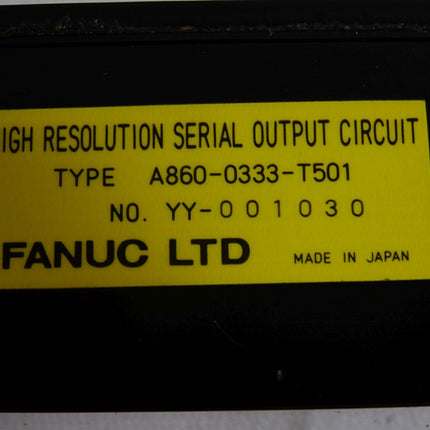 IGH RESOLUTION SERIAL OUTPUT CIRCUIT
TYPE A860-0333-T501
NO. YY-001030
FANUC LTD MADE IN JAPAN